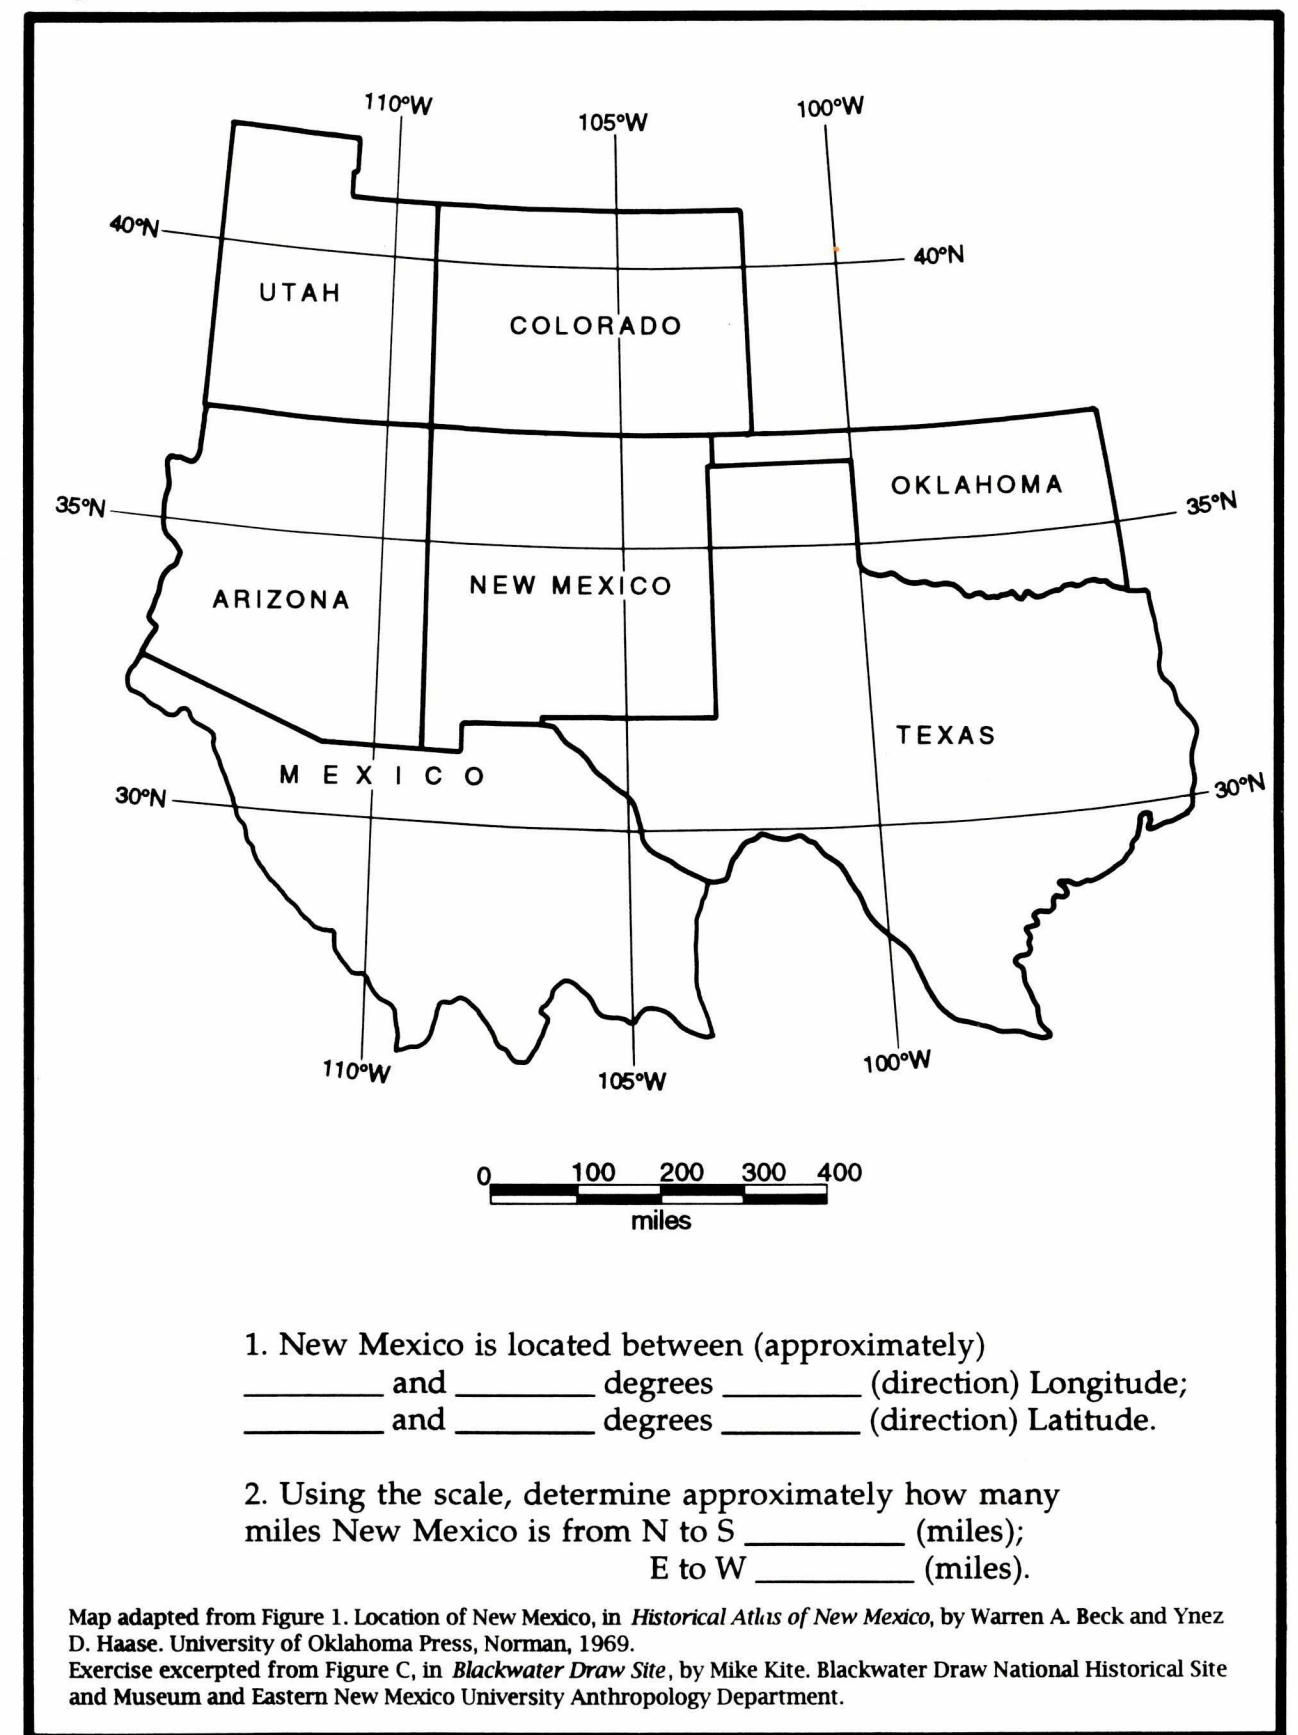 110°W
105°W
100°W
40°N
40°N
UTAH
COLORADO
OKLAHOMA
35°N
35°N
NEW MEXICO
ARIZONA
TEXAS
MEXICO
30°N
30°N
110°W
105°W
100°W
0 100 200 300 400
miles
1. New Mexico is located between (approximately)
________ and ________ degrees ________ (direction) Longitude;
________ and ________ degrees ________ (direction) Latitude.
2. Using the scale, determine approximately how many
miles New Mexico is from N to S _________ (miles);
E to W _________ (miles).
Map adapted from Figure 1. Location of New Mexico, in Historical Atlas of New Mexico, by Warren A. Beck and Ynez
D. Haase. University of Oklahoma Press, Norman, 1969.
Exercise excerpted from Figure C, in Blackwater Draw Site, by Mike Kite. Blackwater Draw National Historical Site
and Museum and Eastern New Mexico University Anthropology Department.